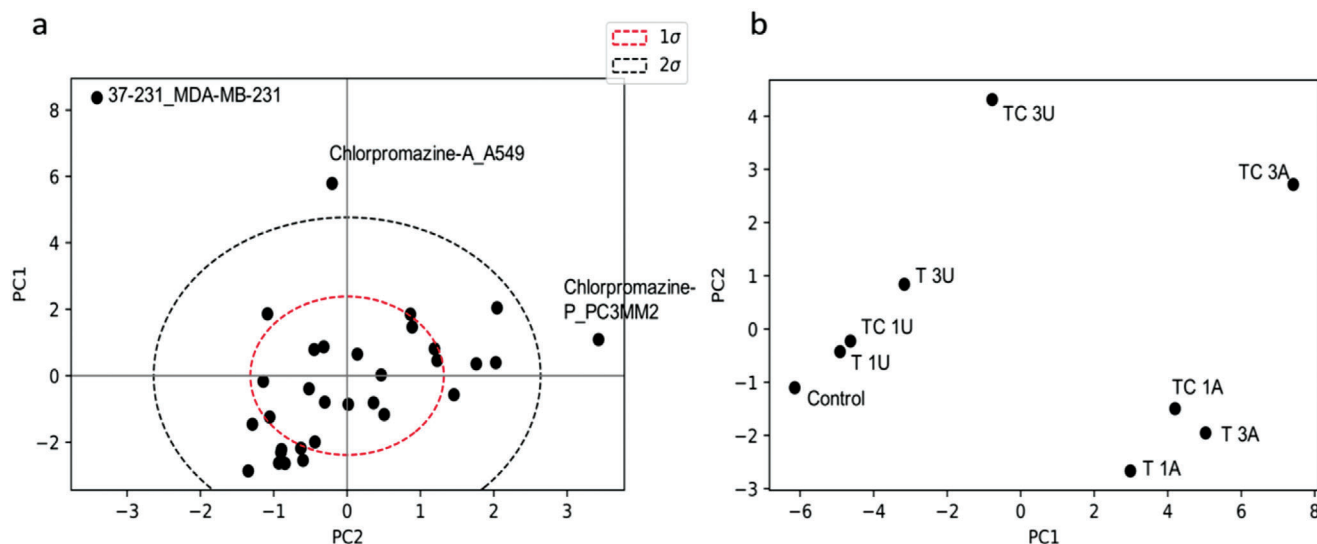 a
b
1σ
2σ
37-231_MDA-MB-231
Chlorpromazine-A_A549
Chlorpromazine-
P_PC3MM2
8
6
4
2
0
−2
PC1
−3
−2
−1
0
1
2
3
PC2
TC 3U
TC 3A
T 3U
TC 1U
T 1U
Control
TC 1A
T 3A
T 1A
4
3
2
1
0
−1
−2
−3
PC2
−6
−4
−2
0
2
4
6
8
PC1